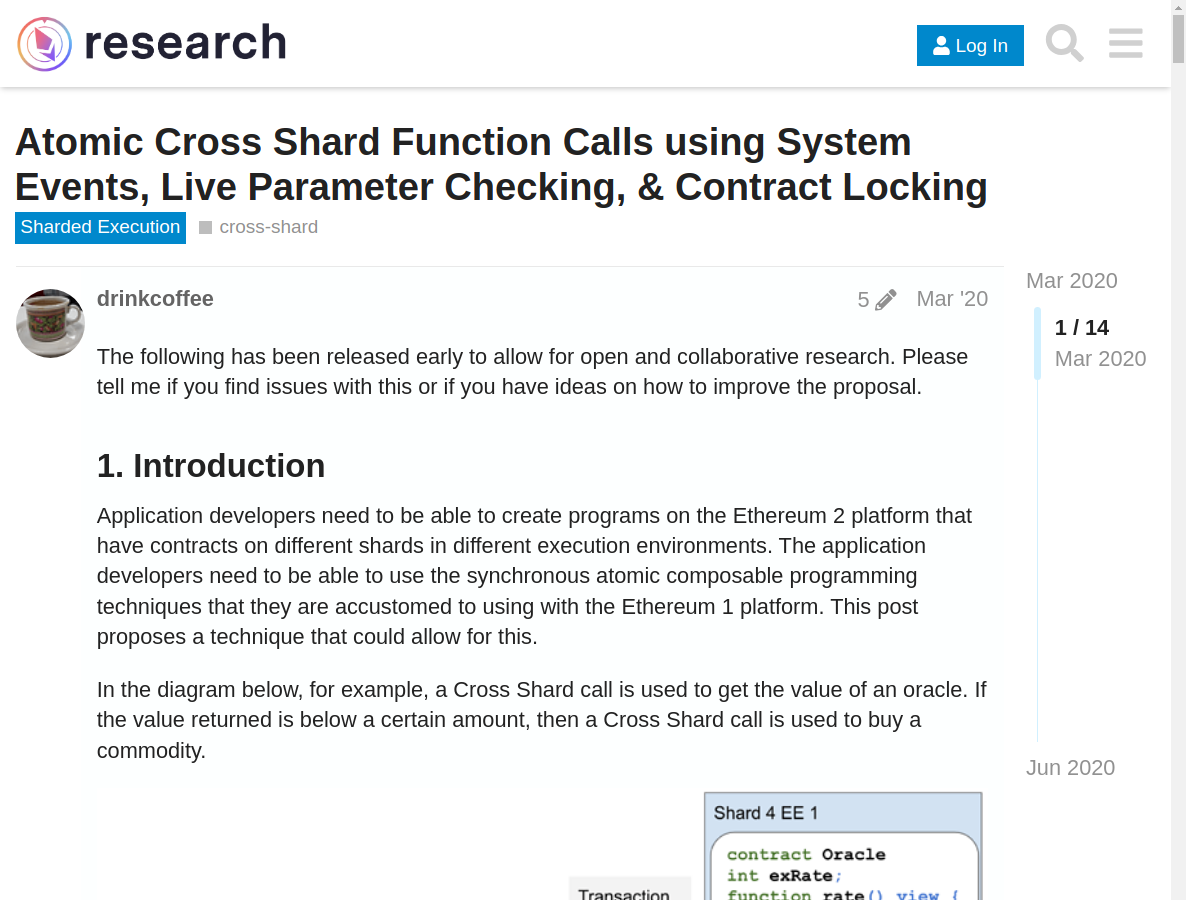 research
Log In
Atomic Cross Shard Function Calls using System
Events, Live Parameter Checking, & Contract Locking
Sharded Execution cross-shard
drinkcoffee
5 Mar '20
Mar 2020
1 / 14
Mar 2020
Jun 2020
The following has been released early to allow for open and collaborative research. Please
tell me if you find issues with this or if you have ideas on how to improve the proposal.
1. Introduction
Application developers need to be able to create programs on the Ethereum 2 platform that
have contracts on different shards in different execution environments. The application
developers need to be able to use the synchronous atomic composable programming
techniques that they are accustomed to using with the Ethereum 1 platform. This post
proposes a technique that could allow for this.
In the diagram below, for example, a Cross Shard call is used to get the value of an oracle. If
the value returned is below a certain amount, then a Cross Shard call is used to buy a
commodity.
Shard 4 EE 1
contract Oracle
int exRate;
function rate() view {
Transaction